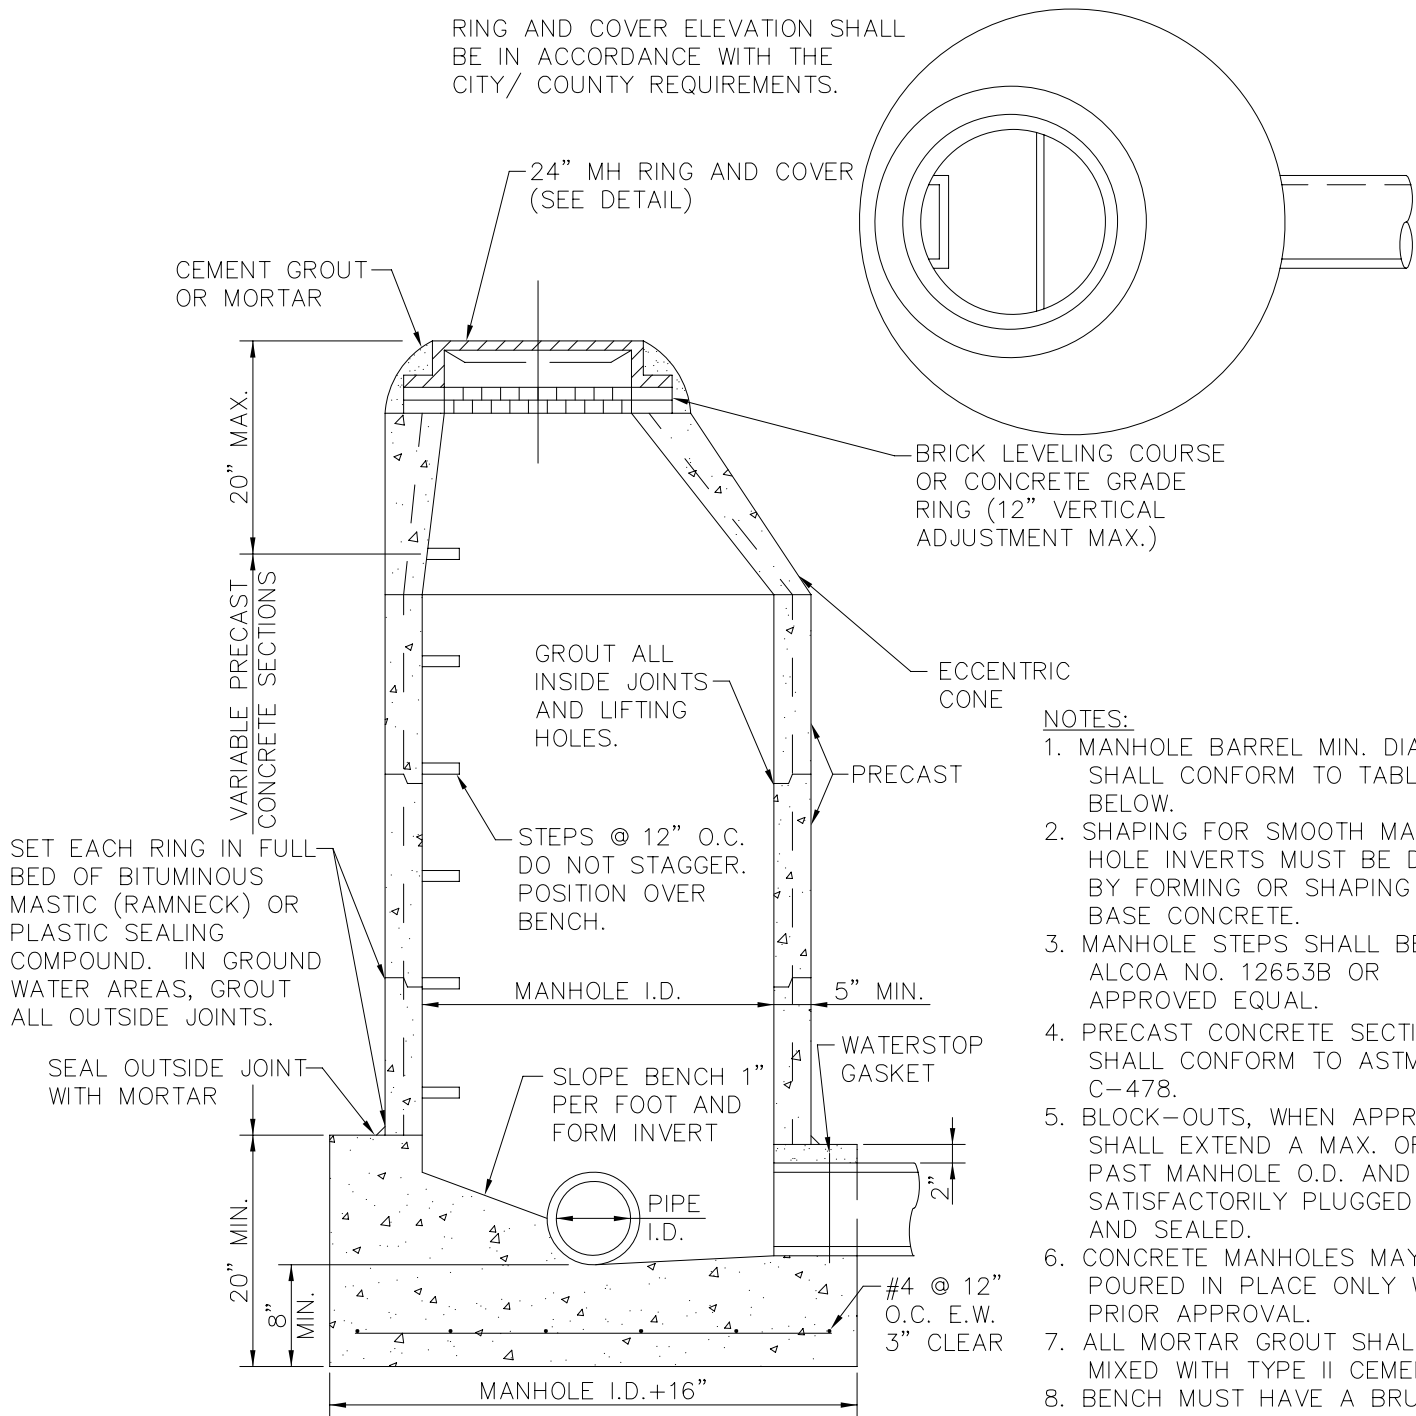 RING AND COVER ELEVATION SHALL
BE IN ACCORDANCE WITH THE
CITY/ COUNTY REQUIREMENTS.
24" MH RING AND COVER
(SEE DETAIL)
CEMENT GROUT
OR MORTAR
20" MAX.
BRICK LEVELING COURSE
OR CONCRETE GRADE
RING (12" VERTICAL
ADJUSTMENT MAX.)
VARIABLE PRECAST
CONCRETE SECTIONS
GROUT ALL
INSIDE JOINTS
AND LIFTING
HOLES.
ECCENTRIC
CONE
PRECAST
STEPS @ 12" O.C.
DO NOT STAGGER.
POSITION OVER
BENCH.
SET EACH RING IN FULL
BED OF BITUMINOUS
MASTIC (RAMNECK) OR
PLASTIC SEALING
COMPOUND. IN GROUND
WATER AREAS, GROUT
ALL OUTSIDE JOINTS.
MANHOLE I.D.
5" MIN.
SEAL OUTSIDE JOINT
WITH MORTAR
SLOPE BENCH 1"
PER FOOT AND
FORM INVERT
WATERSTOP
GASKET
2"
PIPE
I.D.
20" MIN.
8"
MIN.
#4 @ 12"
O.C. E.W.
3" CLEAR
MANHOLE I.D.+16"
NOTES:
1. MANHOLE BARREL MIN. DIA
SHALL CONFORM TO TABL
BELOW.
2. SHAPING FOR SMOOTH MA
HOLE INVERTS MUST BE D
BY FORMING OR SHAPING
BASE CONCRETE.
3. MANHOLE STEPS SHALL BE
ALCOA NO. 12653B OR
APPROVED EQUAL.
4. PRECAST CONCRETE SECTI
SHALL CONFORM TO ASTM
C-478.
5. BLOCK-OUTS, WHEN APPR
SHALL EXTEND A MAX. OF
PAST MANHOLE O.D. AND
SATISFACTORILY PLUGGED
AND SEALED.
6. CONCRETE MANHOLES MAY
POURED IN PLACE ONLY W
PRIOR APPROVAL.
7. ALL MORTAR GROUT SHAL
MIXED WITH TYPE II CEME
8. BENCH MUST HAVE A BRU